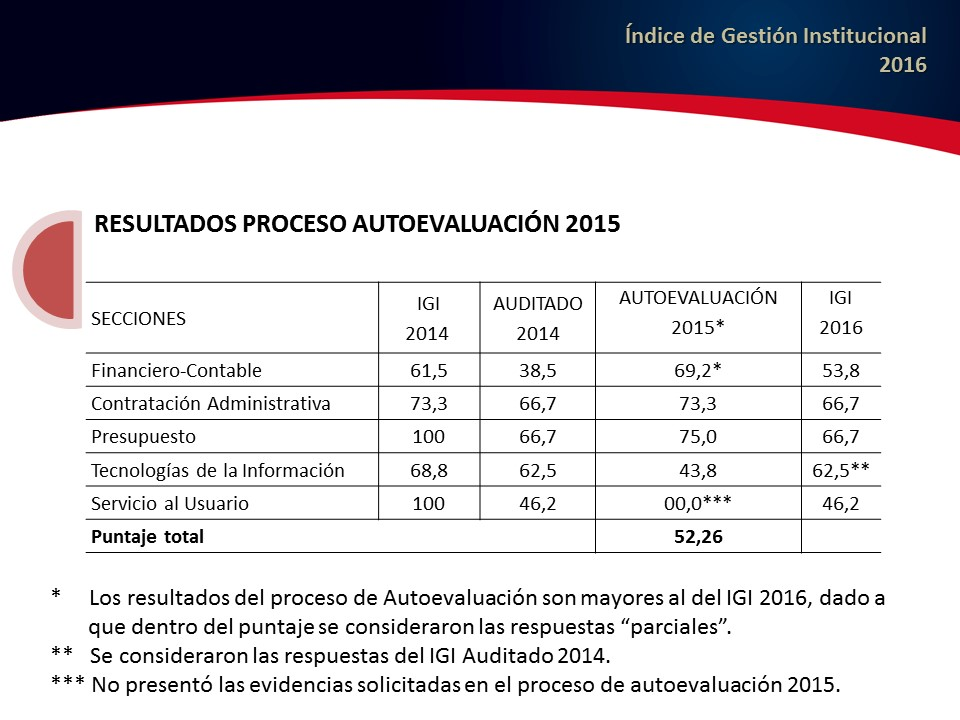 Índice de Gestión Institucional
2016
RESULTADOS PROCESO AUTOEVALUACIÓN 2015
SECCIONES IGI 2014 AUDITADO 2014 AUTOEVALUACIÓN 2015* IGI 2016
Financiero-Contable 61,5 38,5 69,2* 53,8
Contratación Administrativa 73,3 66,7 73,3 66,7
Presupuesto 100 66,7 75,0 66,7
Tecnologías de la Información 68,8 62,5 43,8 62,5**
Servicio al Usuario 100 46,2 00,0*** 46,2
Puntaje total 52,26
* Los resultados del proceso de Autoevaluación son mayores al del IGI 2016, dado a
que dentro del puntaje se consideraron las respuestas “parciales”.
** Se consideraron las respuestas del IGI Auditado 2014.
*** No presentó las evidencias solicitadas en el proceso de autoevaluación 2015.